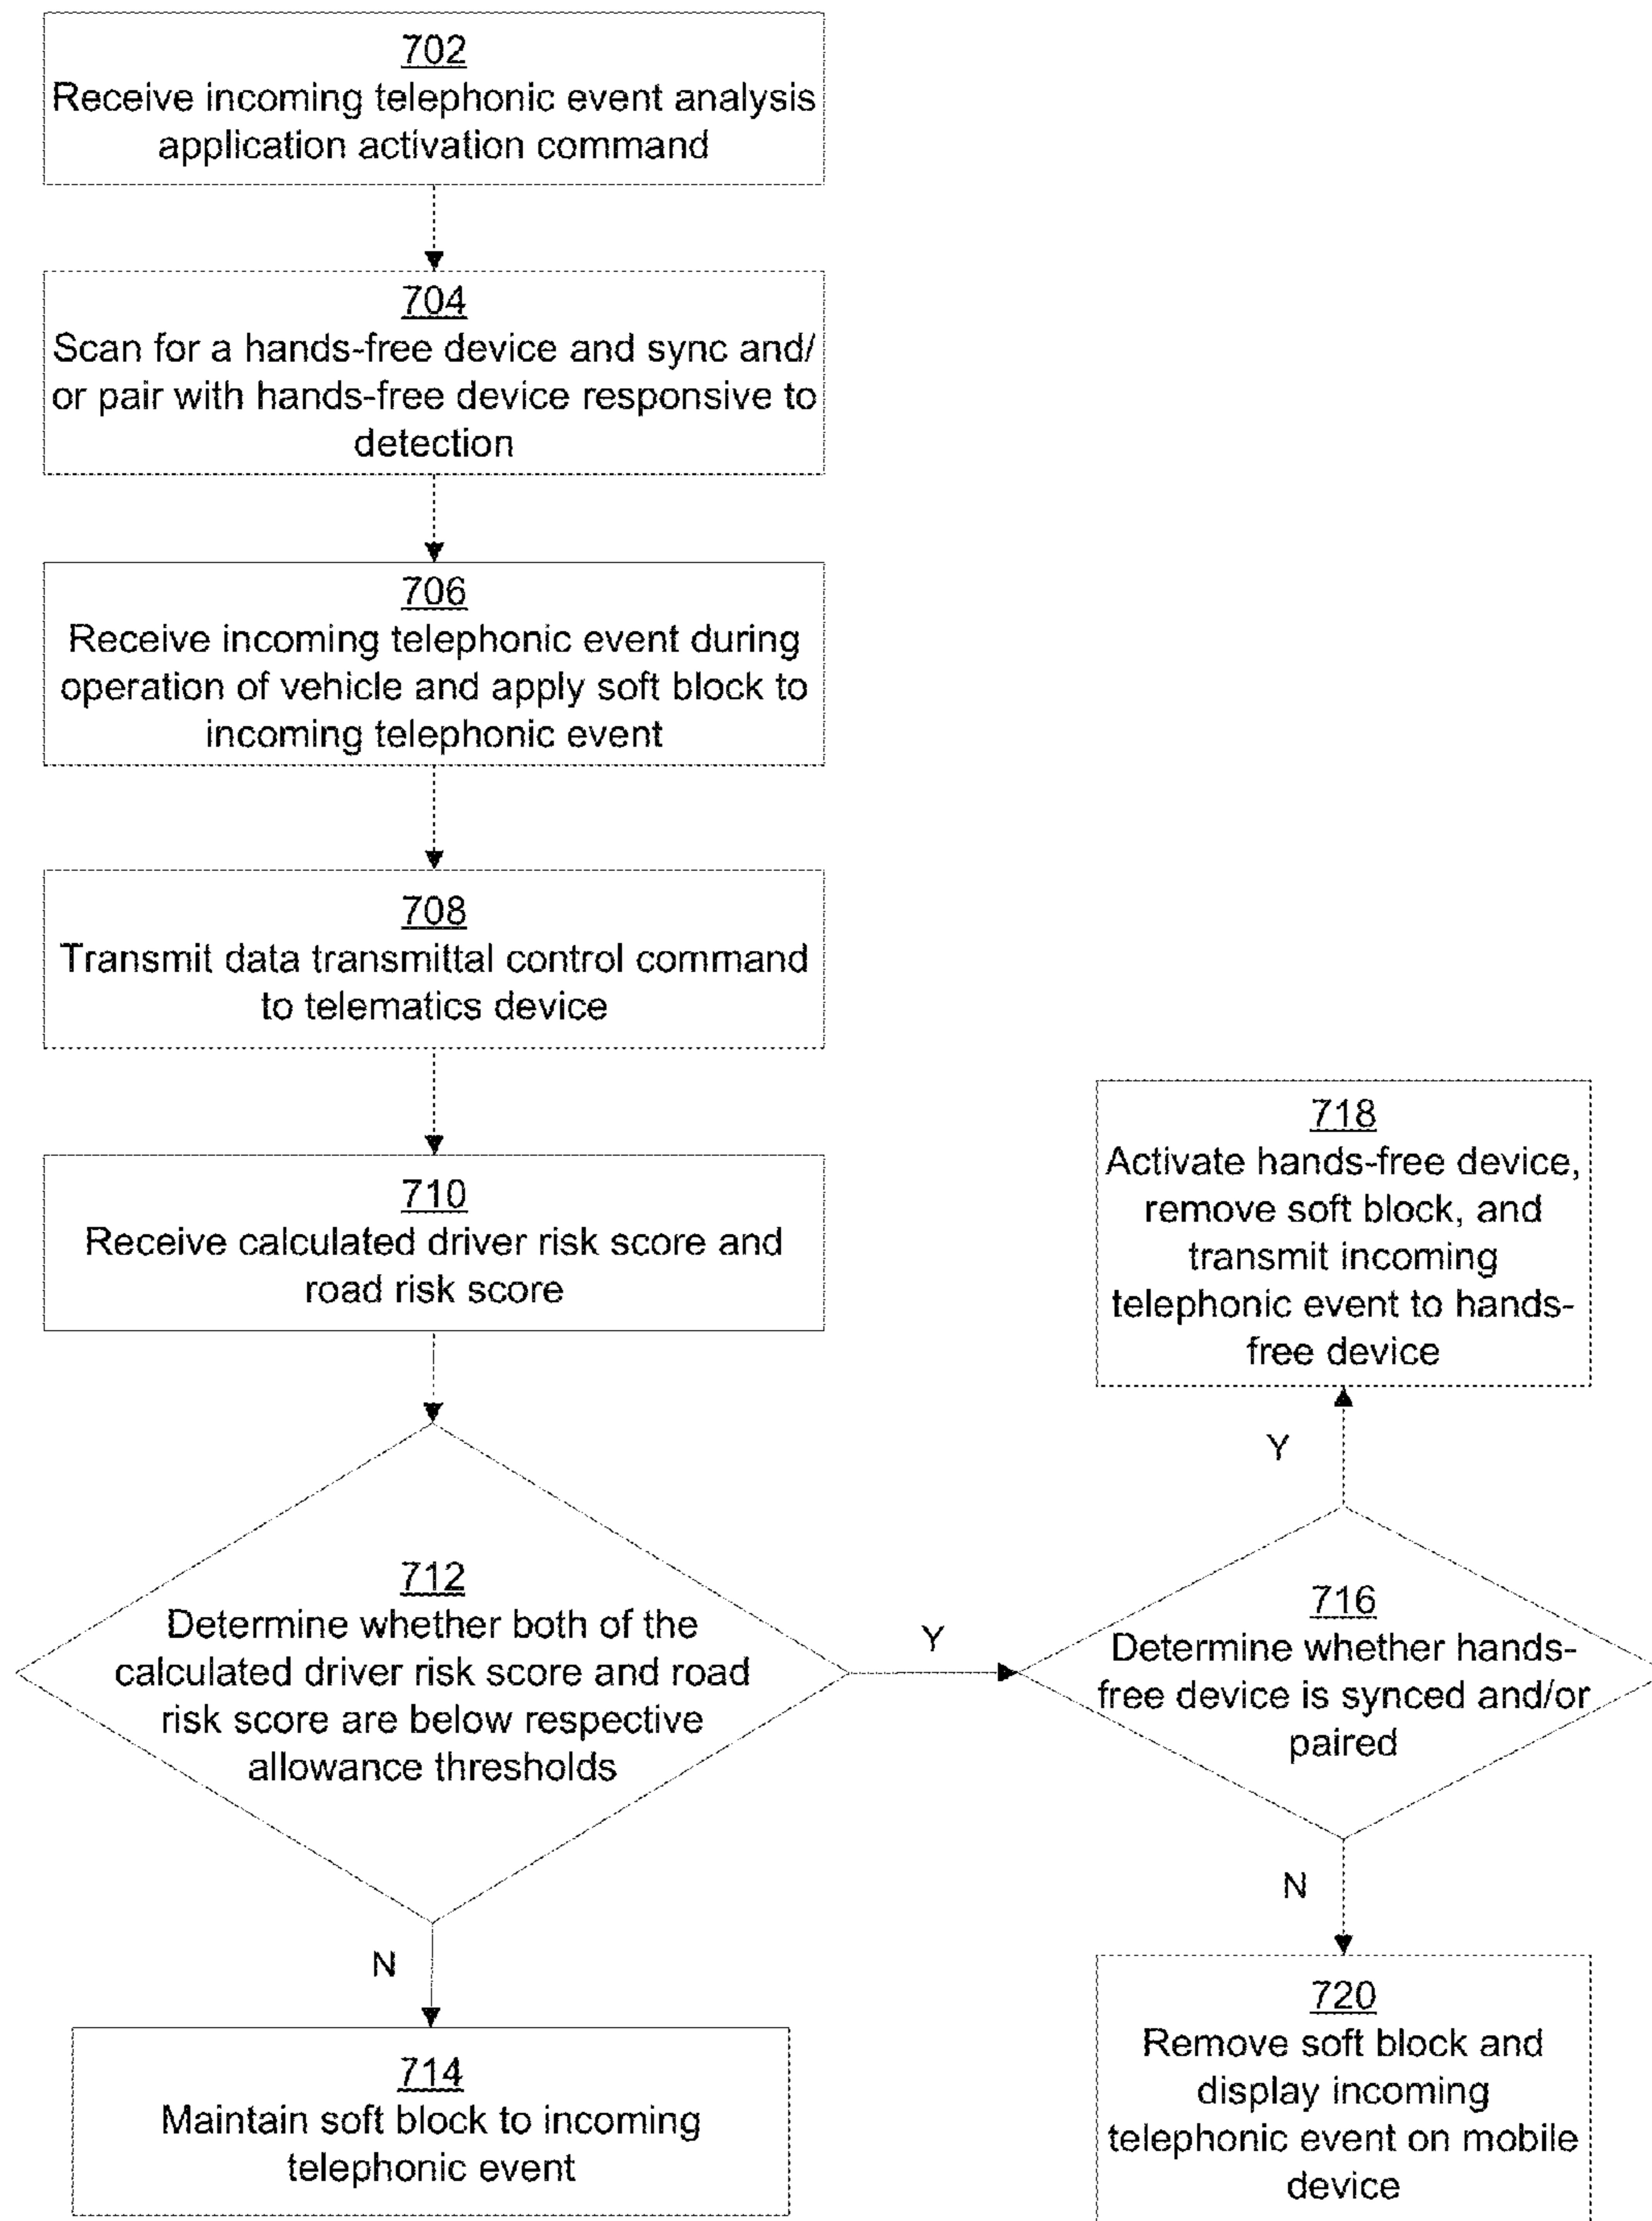 702
Receive incoming telephonic event analysis
application activation command
704
Scan for a hands-free device and sync and/
or pair with hands-free device responsive to
detection
706
Receive incoming telephonic event during
operation of vehicle and apply soft block to
incoming telephonic event
708
Transmit data transmittal control command
to telematics device
710
Receive calculated driver risk score and
road risk score
712
Determine whether both of the
calculated driver risk score and road
risk score are below respective
allowance thresholds
N
714
Maintain soft block to incoming
telephonic event
Y
716
Determine whether hands-
free device is synced and/or
paired
Y
718
Activate hands-free device,
remove soft block, and
transmit incoming
telephonic event to hands-
free device
N
720
Remove soft block and
display incoming
telephonic event on mobile
device